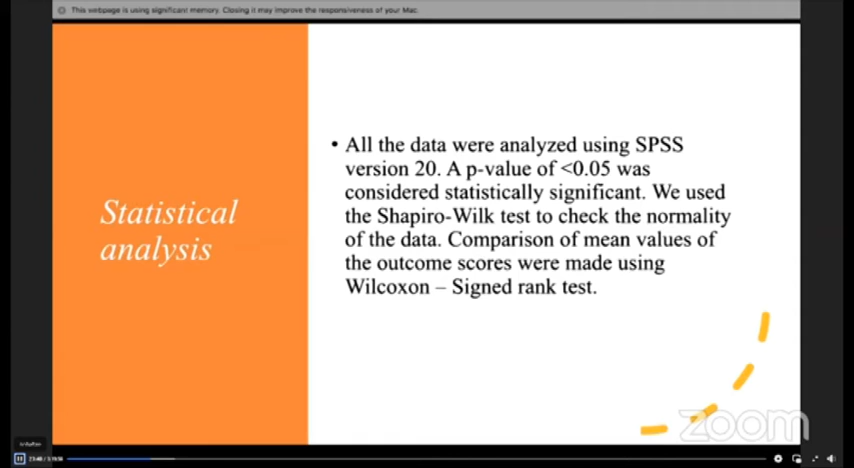 This webpage is using significant memory. Closing it may improve the responsiveness of your Mac.
Statistical
analysis
• All the data were analyzed using SPSS
version 20. A p-value of <0.05 was
considered statistically significant. We used
the Shapiro-Wilk test to check the normality
of the data. Comparison of mean values of
the outcome scores were made using
Wilcoxon – Signed rank test.
zoom